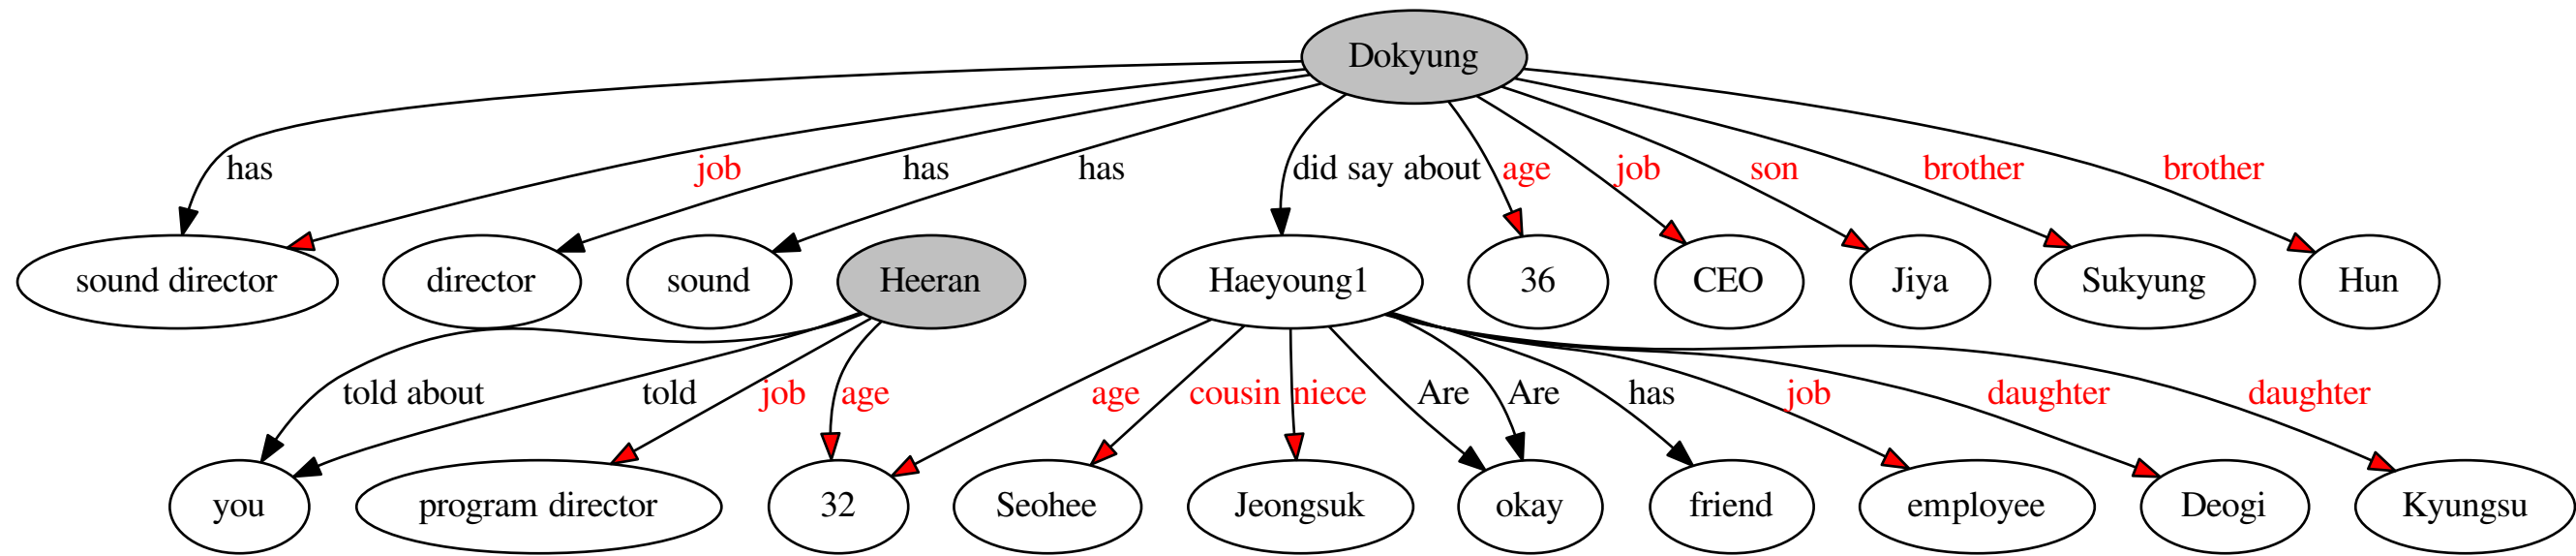 Dokyung
has
job
has
has
did say about
age
job
son
brother
brother
sound director
director
sound
Heeran
Haeyoung1
36
CEO
Jiya
Sukyung
Hun
told about
told
job
age
age
cousin
niece
Are
Are
has
job
daughter
daughter
you
program director
32
Seohee
Jeongsuk
okay
friend
employee
Deogi
Kyungsu